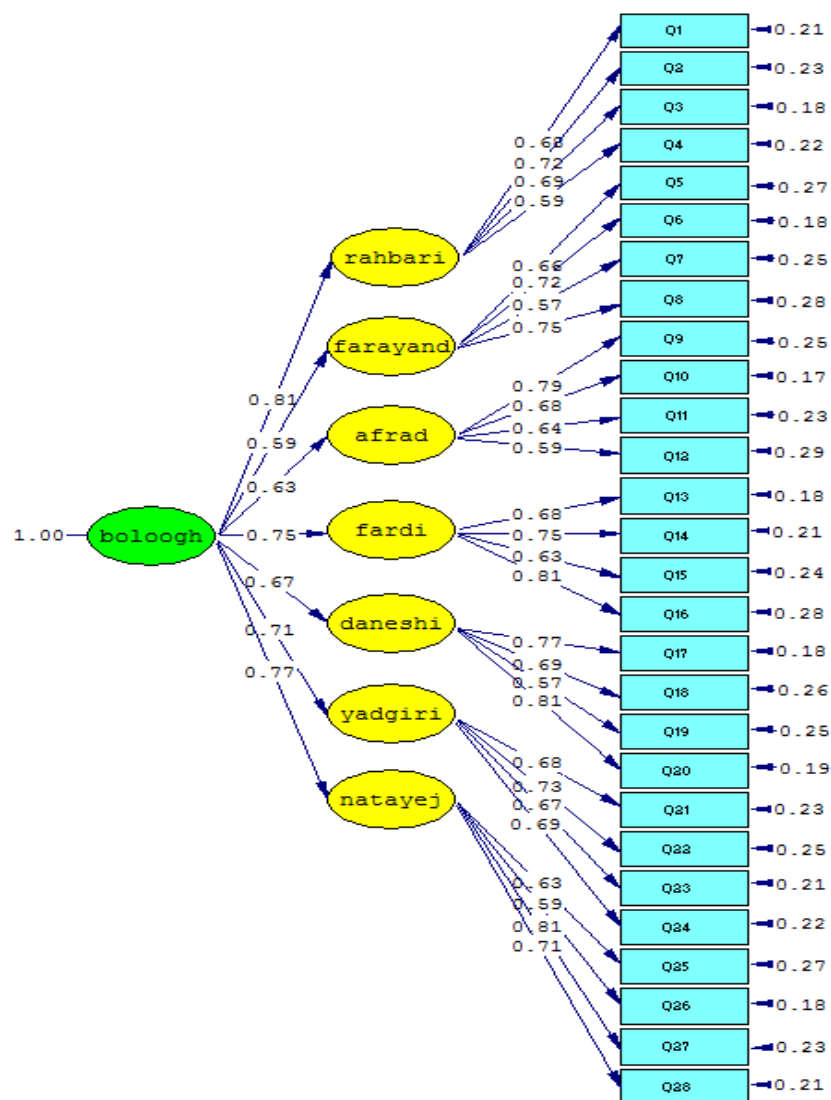 Q1 0.21
Q2 0.23
Q3 0.18
Q4 0.22
Q5 0.27
Q6 0.18
Q7 0.25
Q8 0.28
Q9 0.25
Q10 0.17
Q11 0.23
Q12 0.29
Q13 0.18
Q14 0.21
Q15 0.24
Q16 0.28
Q17 0.18
Q18 0.26
Q19 0.25
Q20 0.19
Q21 0.23
Q22 0.25
Q23 0.21
Q24 0.22
Q25 0.27
Q26 0.18
Q27 0.23
Q28 0.21
0.68
0.72
0.69
0.59
rahbari
0.66
0.72
0.57
0.75
farayand
0.79
0.68
0.64
0.59
afrad
0.68
0.75
0.63
0.81
fardi
0.77
0.69
0.57
0.81
daneshi
0.68
0.73
0.67
0.69
yadgiri
0.63
0.59
0.81
0.71
natayej
0.81
0.59
0.63
0.75
0.67
0.71
0.77
1.00 boloogh